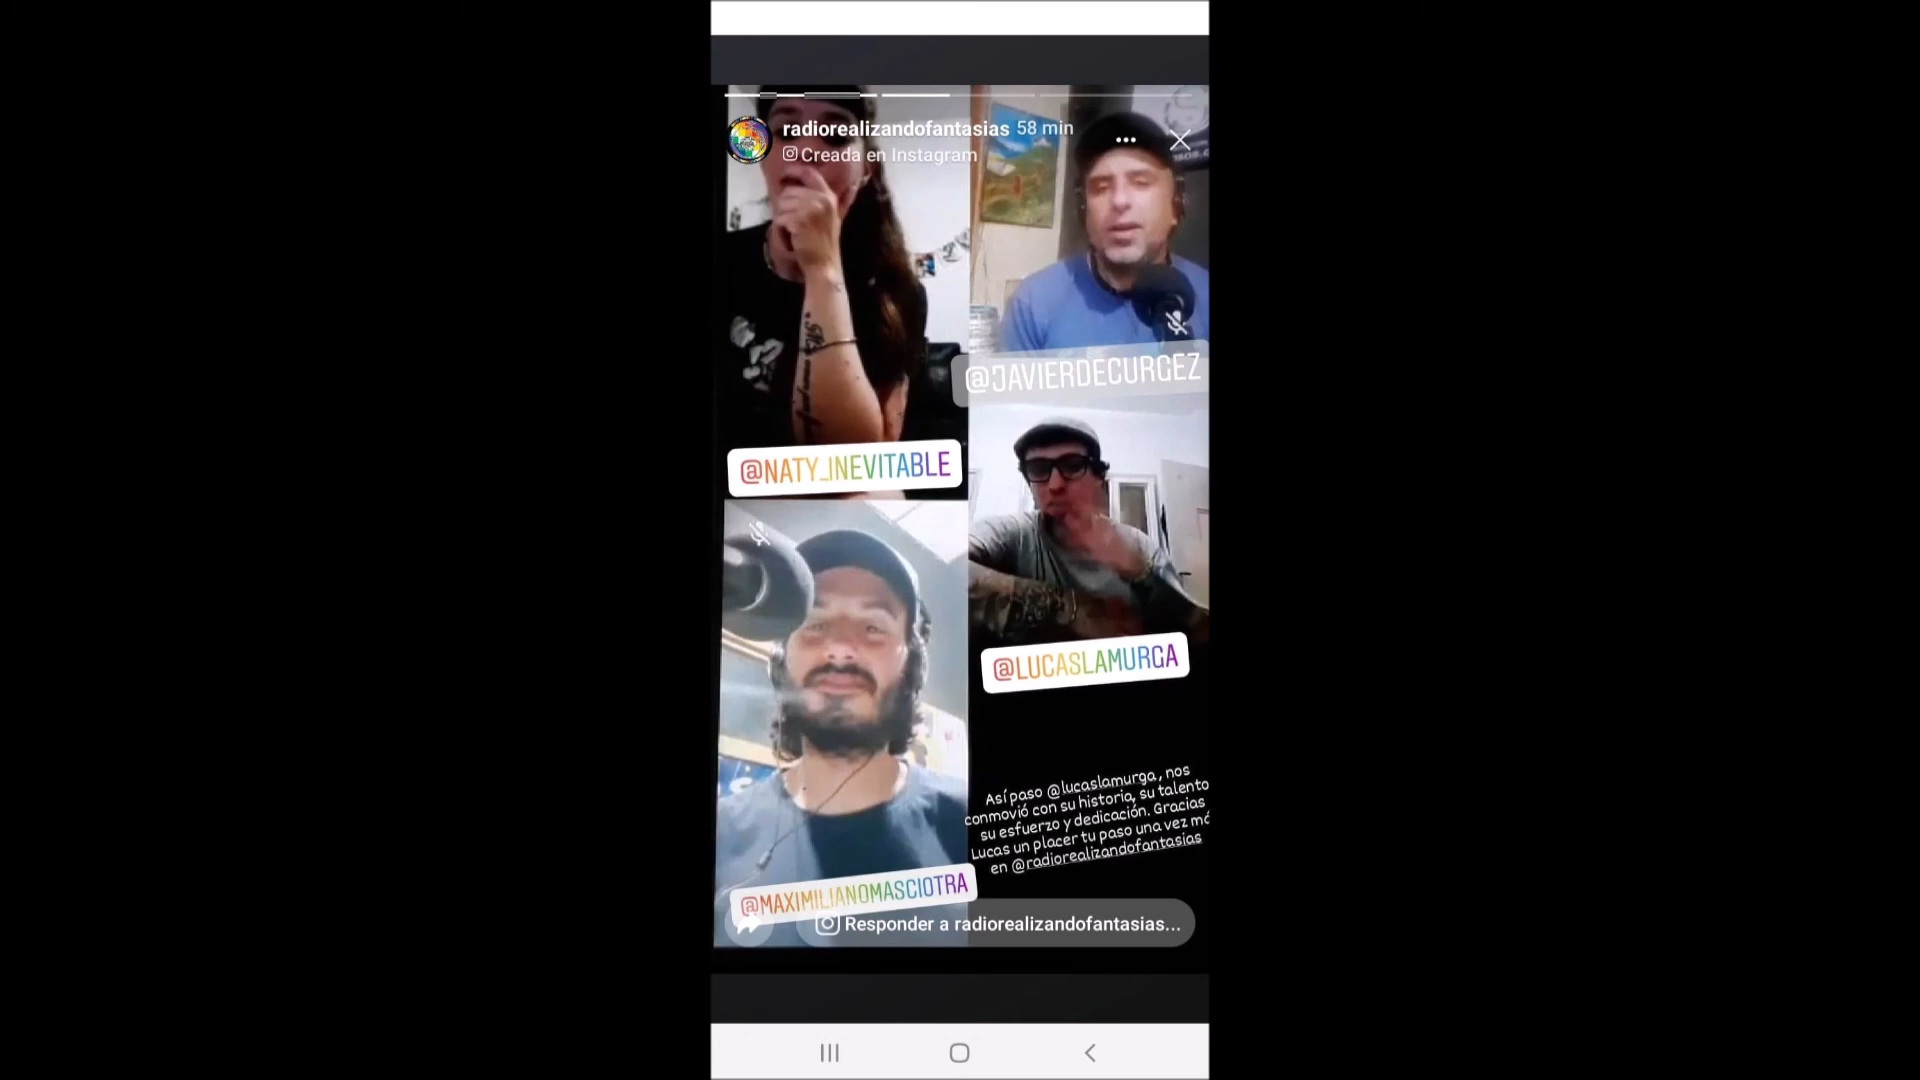 radiorealizandofantasias 58 min
Creada en Instagram
@JAVIERDECURGEZ
@NATY_INEVITABLE
@LUCASLAMURGA
Así paso @lucaslamurga, nos
conmovió con su historia, su talento
su esfuerzo y dedicación. Gracias
Lucas un placer tu paso una vez má
en @radiorealizandofantasias
@MAXIMILIANOMASCIOTRA
Responder a radiorealizandofantasias...